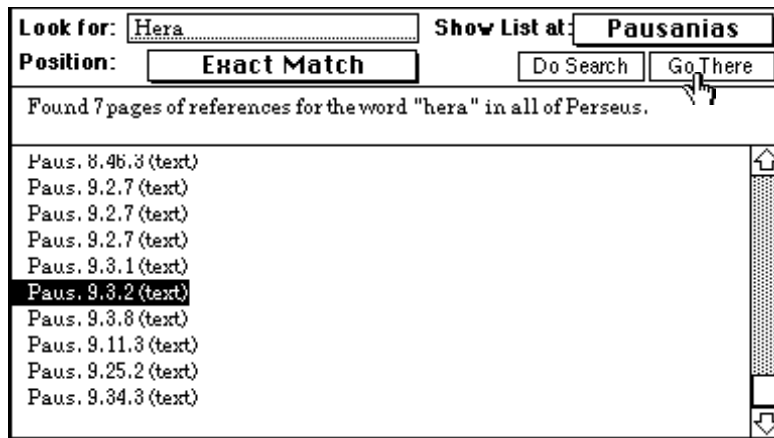 Look for: Hera Show List at: Pausanias
Position: Exact Match Do Search Go There
Found 7 pages of references for the word "hera" in all of Perseus.
Paus. 8.46.3 (text)
Paus. 9.2.7 (text)
Paus. 9.2.7 (text)
Paus. 9.2.7 (text)
Paus. 9.3.1 (text)
Paus. 9.3.2 (text)
Paus. 9.3.8 (text)
Paus. 9.11.3 (text)
Paus. 9.25.2 (text)
Paus. 9.34.3 (text)